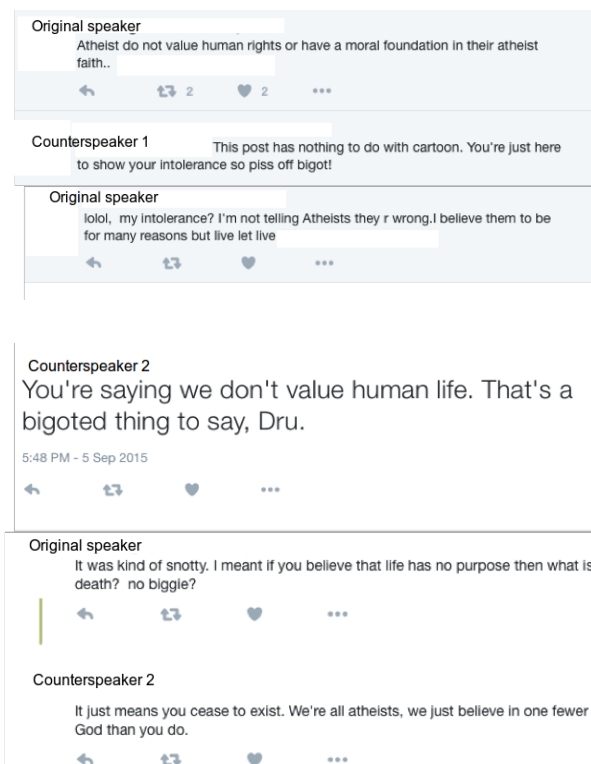 Original speaker
Atheist do not value human rights or have a moral foundation in their atheist
faith..
2 2
Counterspeaker 1
This post has nothing to do with cartoon. You're just here
to show your intolerance so piss off bigot!
Original speaker
lolol, my intolerance? I'm not telling Atheists they r wrong.I believe them to be
for many reasons but live let live
Counterspeaker 2
You're saying we don't value human life. That's a
bigoted thing to say, Dru.
5:48 PM - 5 Sep 2015
Original speaker
It was kind of snotty. I meant if you believe that life has no purpose then what is
death? no biggie?
Counterspeaker 2
It just means you cease to exist. We're all atheists, we just believe in one fewer
God than you do.